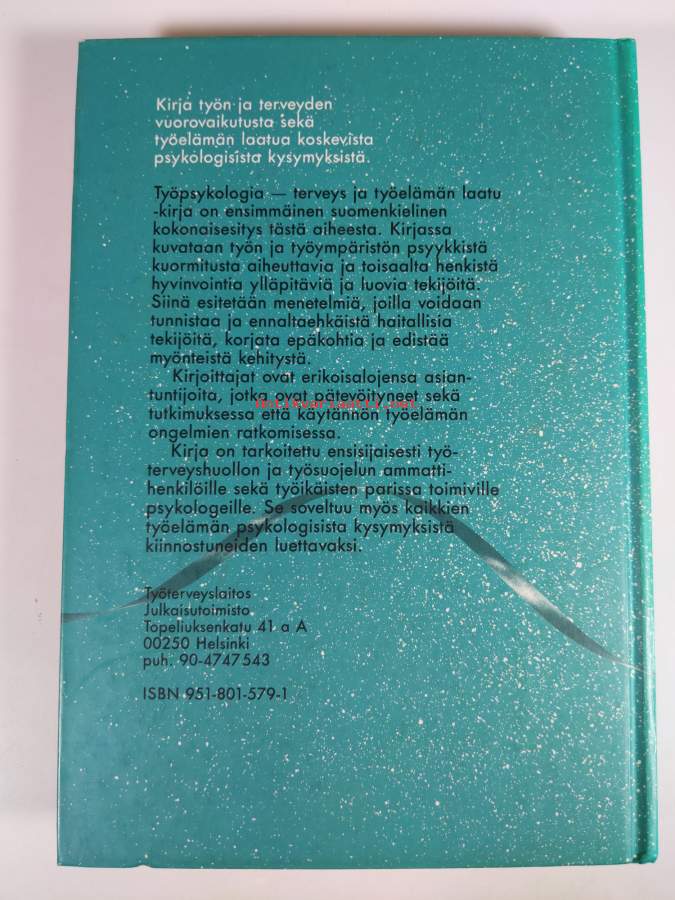 Kirja työn ja terveyden
vuorovaikutusta sekä
työelämän laatua koskevista
psykologisista kysymyksistä.
Työpsykologia — terveys ja työelämän laatu
-kirja on ensimmäinen suomenkielinen
kokonaisesitys tästä aiheesta. Kirjassa
kuvataan työn ja työympäristön psyykkistä
kuormitusta aiheuttavia ja toisaalta henkistä
hyvinvointia ylläpitäviä ja luovia tekijöitä.
Siinä esitetään menetelmiä, joilla voidaan
tunnistaa ja ennaltaehkäistä haitallisia
tekijöitä, korjata epäkohtia ja edistää
myönteistä kehitystä.
Kirjoittajat ovat erikoisalojensa asian-
tuntijoita, jotka ovat pätevöityneet sekä
antikvariaatti.net
tutkimuksessa että käytännön työelämän
ongelmien ratkomisessa.
Kirja on tarkoitettu ensisijaisesti työ-
terveyshuollon ja työsuojelun ammatti-
henkilöille sekä työikäisten parissa toimiville
psykologeille. Se soveltuu myös kaikkien
työelämän psykologisista kysymyksistä
kiinnostuneiden luettavaksi.
Työterveyslaitos
Julkaisutoimisto
Topeliuksenkatu 41 a A
00250 Helsinki
puh. 90-4747 543
ISBN 951-801-579-1